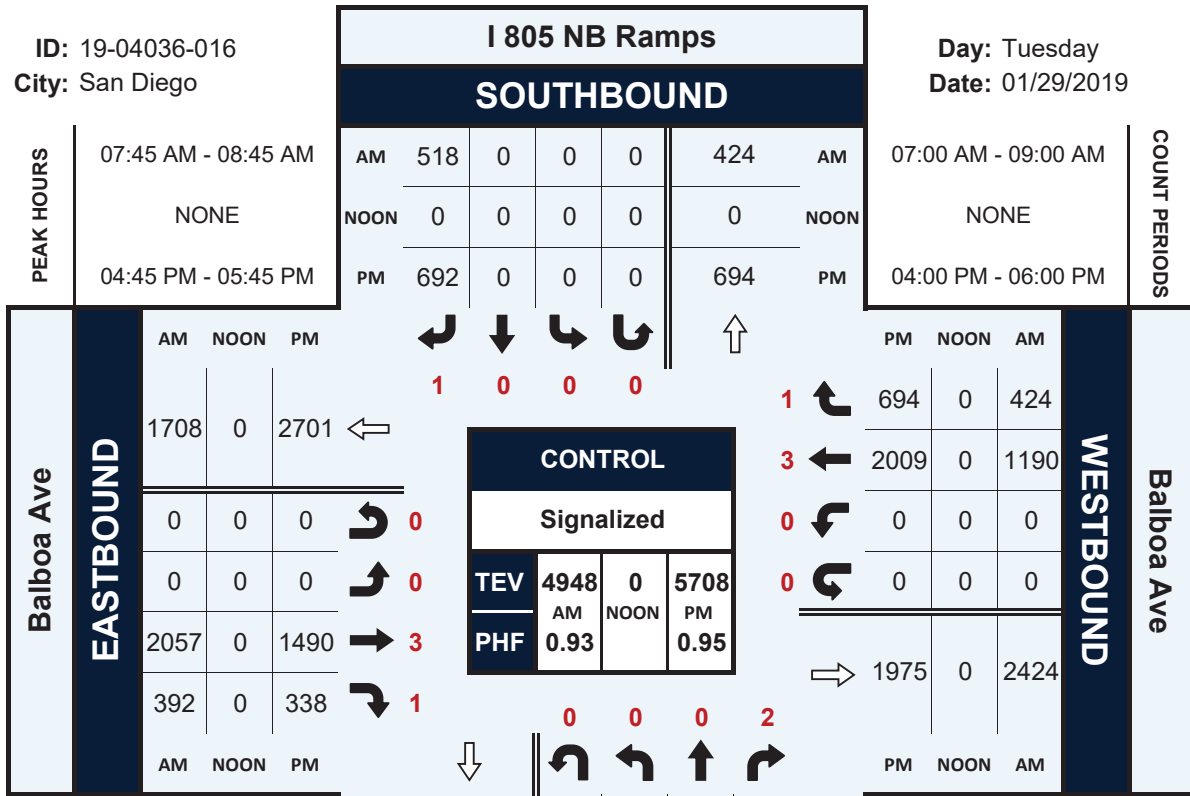 I 805 NB Ramps
SOUTHBOUND
ID: 19-04036-016
City: San Diego
Day: Tuesday
Date: 01/29/2019
PEAK HOURS
07:45 AM - 08:45 AM
NONE
04:45 PM - 05:45 PM
AM 518 0 0 0 424 AM
NOON 0 0 0 0 0 NOON
PM 692 0 0 0 694 PM
07:00 AM - 09:00 AM
NONE
04:00 PM - 06:00 PM
COUNT PERIODS
1 0 0 0
Balboa Ave
EASTBOUND
AM NOON PM
1708 0 2701
0 0 0 0
0 0 0 0
2057 0 1490 3
392 0 338 1
AM NOON PM
CONTROL
Signalized
TEV 4948 0 5708
AM NOON PM
PHF 0.93 0.95
PM NOON AM
1 694 0 424
3 2009 0 1190
0 0 0 0
0 0 0 0
1975 0 2424
PM NOON AM
WESTBOUND
Balboa Ave
0 0 0 2